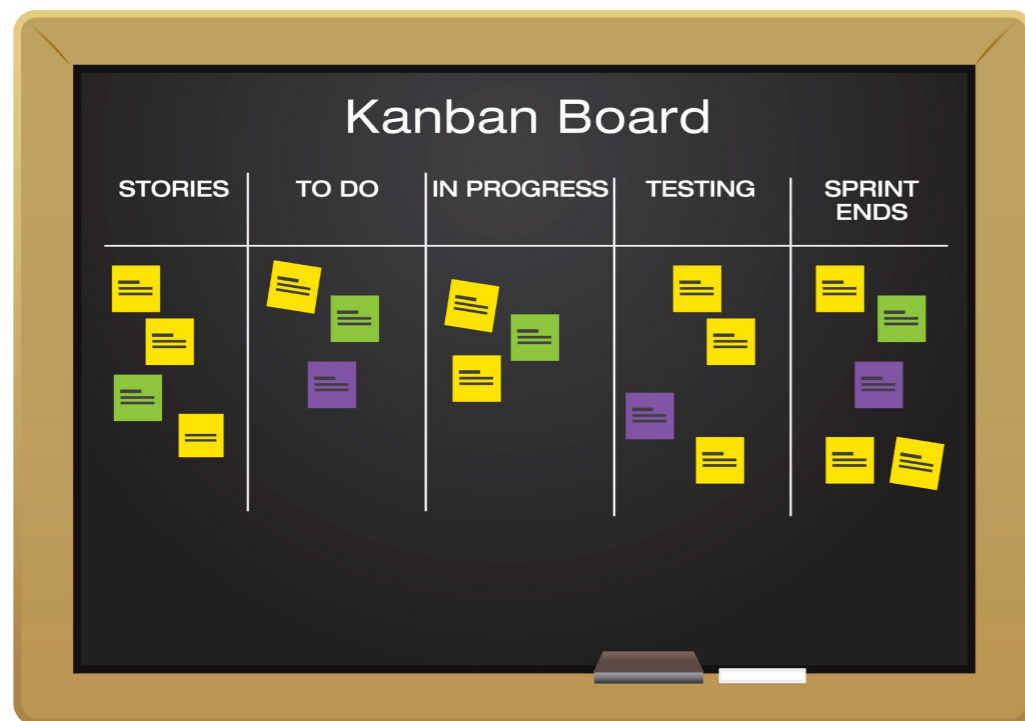 Kanban Board
STORIES
TO DO
IN PROGRESS
TESTING
SPRINT
ENDS